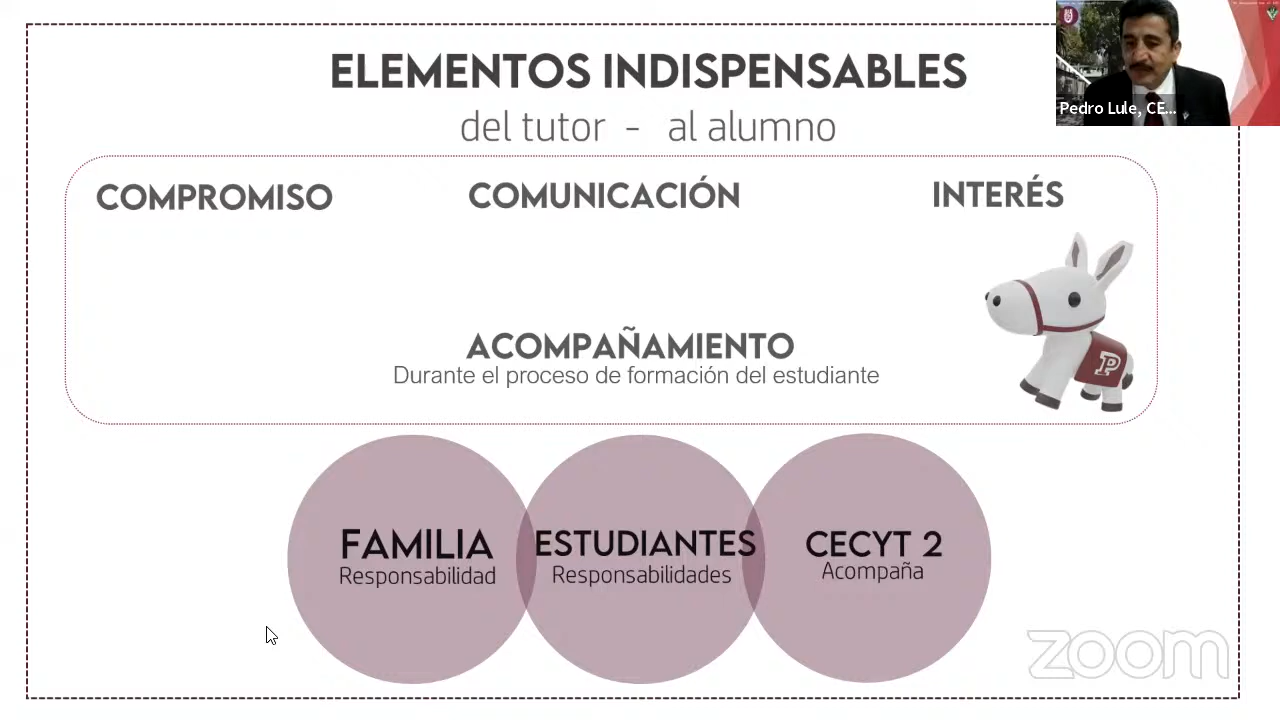 ELEMENTOS INDISPENSABLES
del tutor - al alumno
Pedro Lule, CE...
COMPROMISO
COMUNICACIÓN
INTERÉS
ACOMPAÑAMIENTO
Durante el proceso de formación del estudiante
P
FAMILIA
Responsabilidad
ESTUDIANTES
Responsabilidades
CECYT 2
Acompaña
zoom